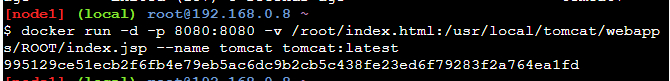 [node1] (local) root@192.168.0.8 ~
$ docker run -d -p 8080:8080 -v /root/index.html:/usr/local/tomcat/webapp
s/ROOT/index.jsp --name tomcat tomcat:latest
995129ce51ecb2f6fb4e79eb5ac6dc9b2cb5c438fe23ed6f79283f2a764ea1fd